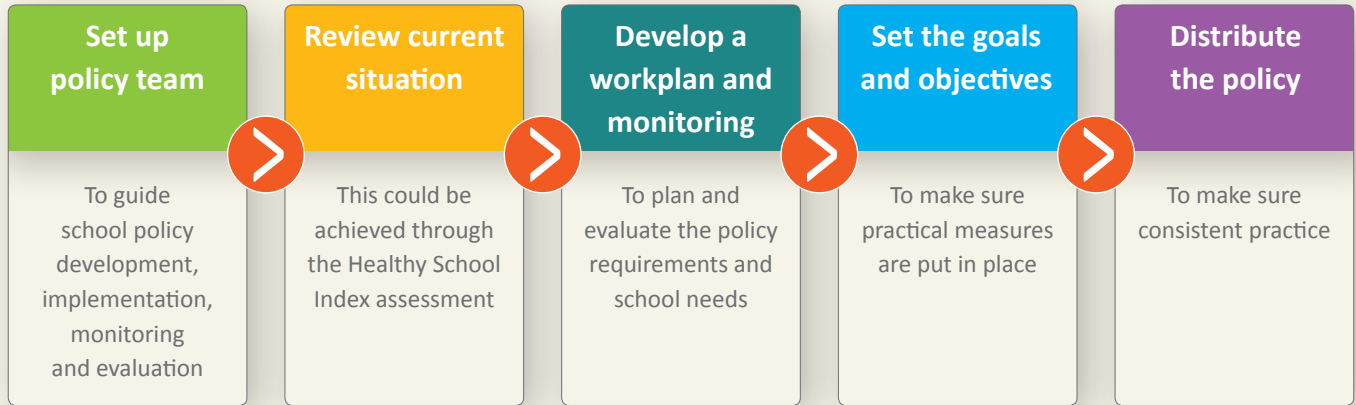 Set up
policy team
To guide
school policy
development,
implementation,
monitoring
and evaluation
Review current
situation
This could be
achieved through
the Healthy School
Index assessment
Develop a
workplan and
monitoring
To plan and
evaluate the policy
requirements and
school needs
Set the goals
and objectives
To make sure
practical measures
are put in place
Distribute
the policy
To make sure
consistent practice